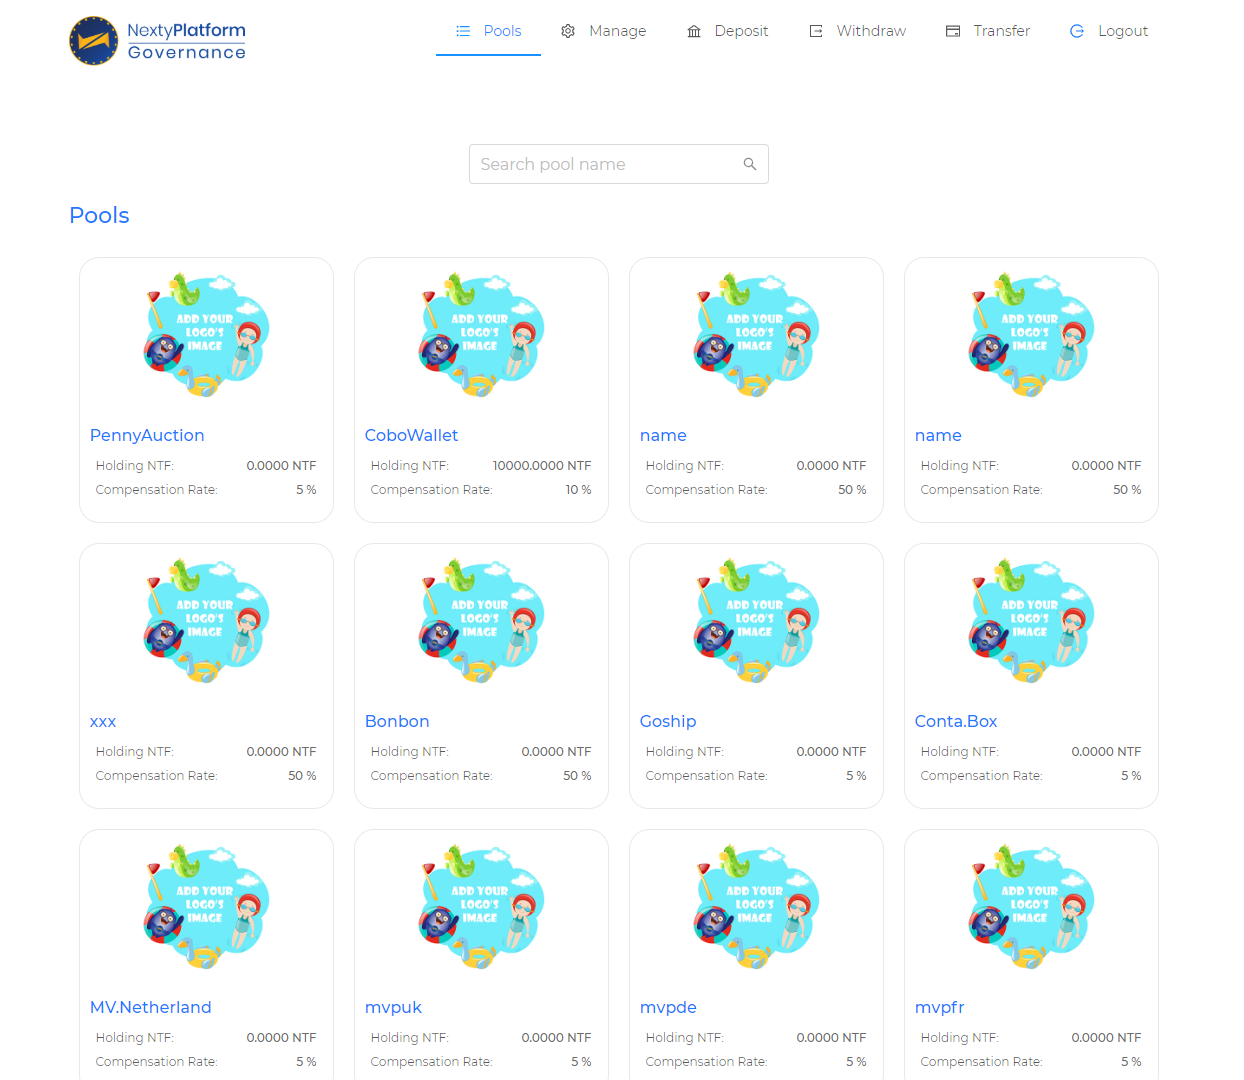 NextyPlatform
Governance
Pools Manage Deposit Withdraw Transfer Logout
Search pool name
Pools
ADD YOUR
LOGO'S
IMAGE
ADD YOUR
LOGO'S
IMAGE
ADD YOUR
LOGO'S
IMAGE
ADD YOUR
LOGO'S
IMAGE
PennyAuction CoboWallet name name
Holding NTF: 0.0000 NTF Holding NTF: 10000.0000 NTF Holding NTF: 0.0000 NTF Holding NTF: 0.0000 NTF
Compensation Rate: 5 % Compensation Rate: 10 % Compensation Rate: 50 % Compensation Rate: 50 %
ADD YOUR
LOGO'S
IMAGE
ADD YOUR
LOGO'S
IMAGE
ADD YOUR
LOGO'S
IMAGE
ADD YOUR
LOGO'S
IMAGE
xxx Bonbon Goship Conta.Box
Holding NTF: 0.0000 NTF Holding NTF: 0.0000 NTF Holding NTF: 0.0000 NTF Holding NTF: 0.0000 NTF
Compensation Rate: 50 % Compensation Rate: 50 % Compensation Rate: 5 % Compensation Rate: 5 %
ADD YOUR
LOGO'S
IMAGE
ADD YOUR
LOGO'S
IMAGE
ADD YOUR
LOGO'S
IMAGE
ADD YOUR
LOGO'S
IMAGE
MV.Netherland mvpuk mvpde mvpfr
Holding NTF: 0.0000 NTF Holding NTF: 0.0000 NTF Holding NTF: 0.0000 NTF Holding NTF: 0.0000 NTF
Compensation Rate: 5 % Compensation Rate: 5 % Compensation Rate: 5 % Compensation Rate: 5 %